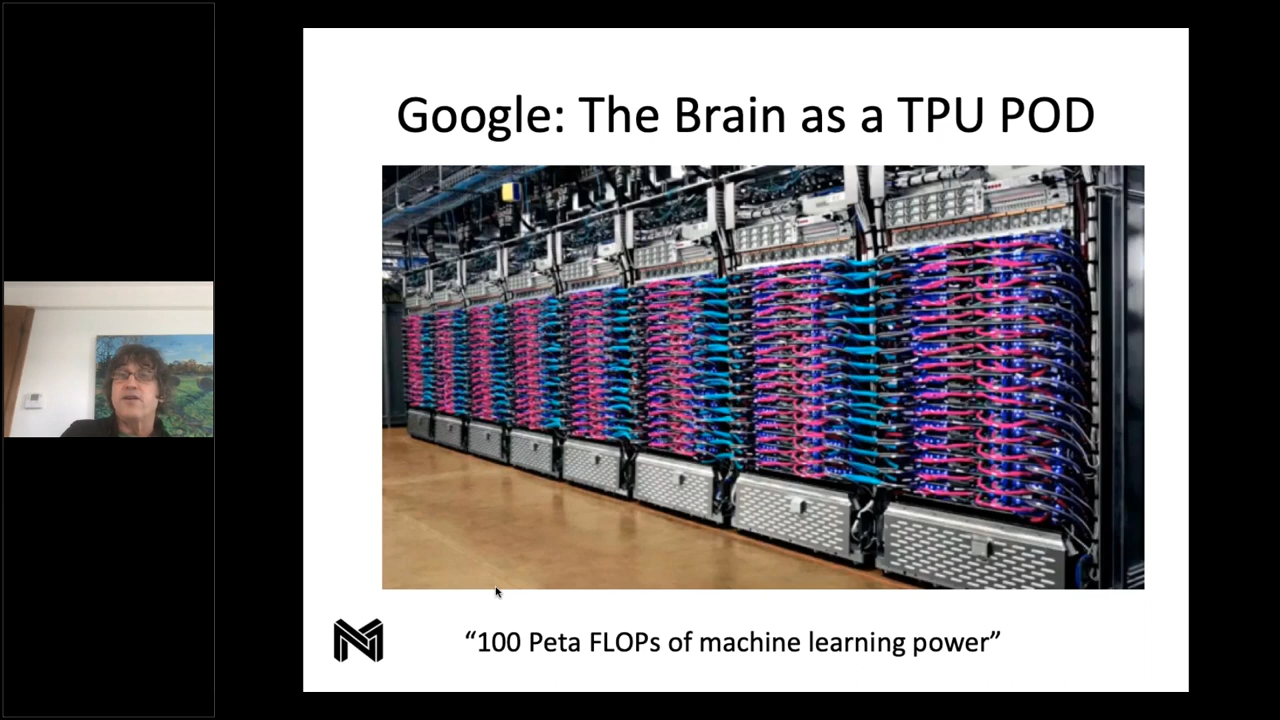 Google: The Brain as a TPU POD
“100 Peta FLOPs of machine learning power”